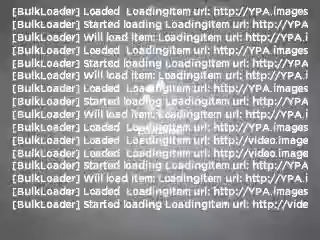 [BulkLoader] Loaded LoadingItem url: http://YPA.images
[BulkLoader] Started loading LoadingItem url: http://YPA
[BulkLoader] Will load item: LoadingItem url: http://YPA.i
[BulkLoader] Loaded LoadingItem url: http://YPA.images
[BulkLoader] Started loading LoadingItem url: http://YPA
[BulkLoader] Will load item: LoadingItem url: http://YPA.i
[BulkLoader] Loaded LoadingItem url: http://YPA.images
[BulkLoader] Started loading LoadingItem url: http://YPA
[BulkLoader] Will load item: LoadingItem url: http://YPA.i
[BulkLoader] Loaded LoadingItem url: http://YPA.images
[BulkLoader] Loaded LoadingItem url: http://video.image
[BulkLoader] Loaded LoadingItem url: http://video.image
[BulkLoader] Started loading LoadingItem url: http://YPA
[BulkLoader] Will load item: LoadingItem url: http://YPA.i
[BulkLoader] Loaded LoadingItem url: http://YPA.images
[BulkLoader] Started loading LoadingItem url: http://vide